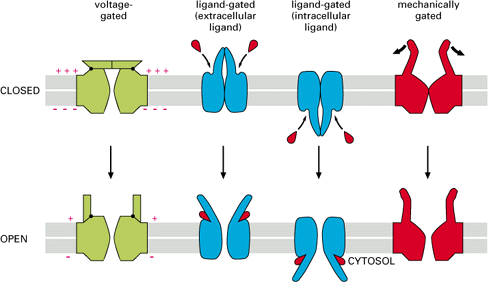 voltage-
gated
ligand-gated
(extracellular
ligand)
ligand-gated
(intracellular
ligand)
mechanically
gated
+++ +++
CLOSED
--- ---
+ +
OPEN
- -
CYTOSOL